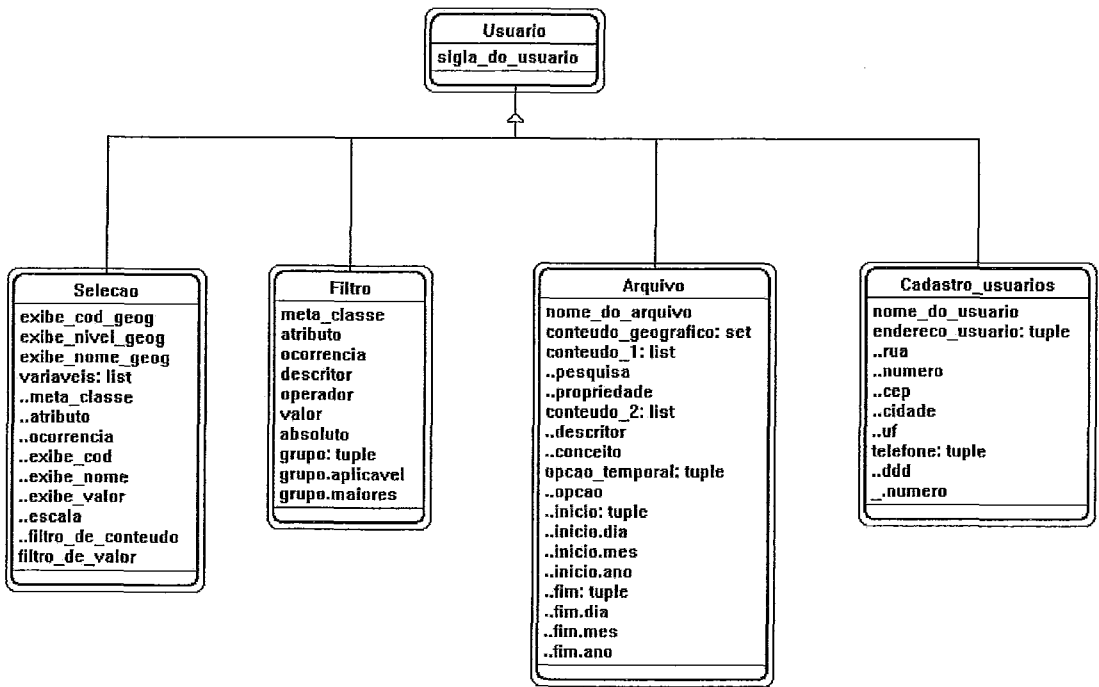 Usuario
sigla_do_usuario
Selecao
exibe_cod_geog
exibe_nivel_geog
exibe_nome_geog
variaveis: list
..meta_classe
..atributo
..ocorrencia
..exibe_cod
..exibe_nome
..exibe_valor
..escala
..filtro_de_conteudo
filtro_de_valor
Filtro
meta_classe
atributo
ocorrencia
descritor
operador
valor
absoluto
grupo: tuple
grupo.aplicavel
grupo.maiores
Arquivo
nome_do_arquivo
conteudo_geografico: set
conteudo_1: list
..pesquisa
..propriedade
conteudo_2: list
..descritor
..conceito
opcao_temporal: tuple
..opcao
..inicio: tuple
..inicio.dia
..inicio.mes
..inicio.ano
..fim: tuple
..fim.dia
..fim.mes
..fim.ano
Cadastro_usuarios
nome_do_usuario
endereco_usuario: tuple
..rua
..numero
..cep
..cidade
..uf
telefone: tuple
..ddd
_.numero